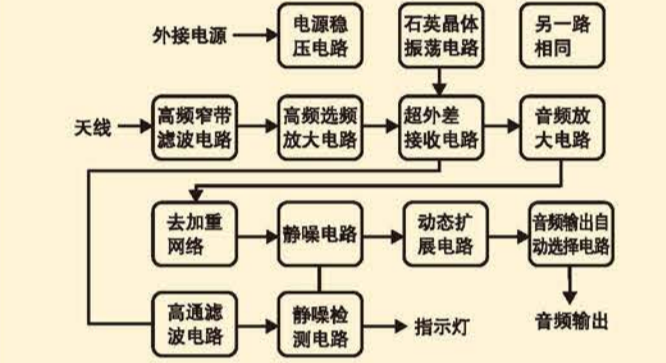 外接电源
电源稳
压电路
石英晶体
振荡电路
另一路
相同
天线
高频窄带
滤波电路
高频选频
放大电路
超外差
接收电路
音频放
大电路
去加重
网络
静噪电路
动态扩
展电路
音频输出自
动选择电路
高通滤
波电路
静噪检
测电路
指示灯
音频输出